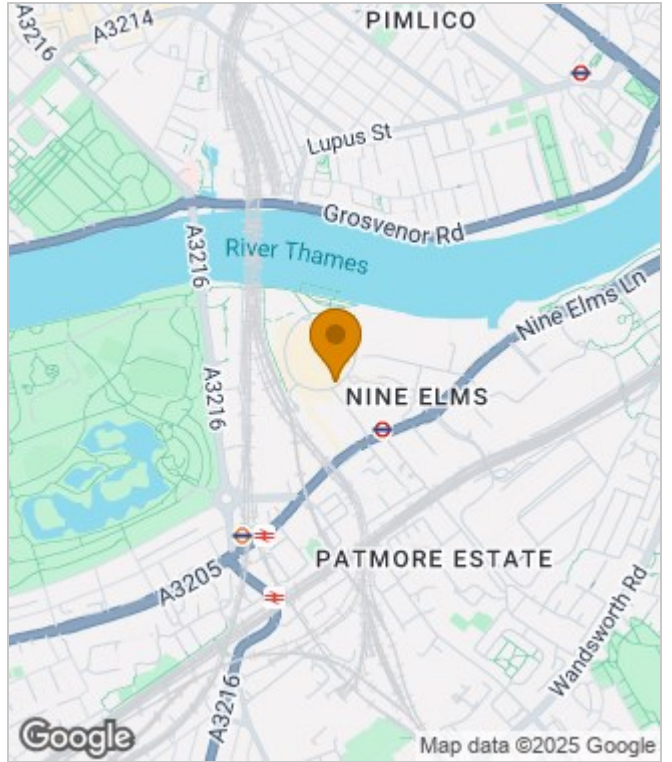 PIMLICO
A3216
A3214
Lupus St
Grosvenor Rd
River Thames
A3216
Nine Elms Ln
A3216
NINE ELMS
PATMORE ESTATE
A3205
Wandsworth Rd
A3216
Google
Map data ©2025 Google